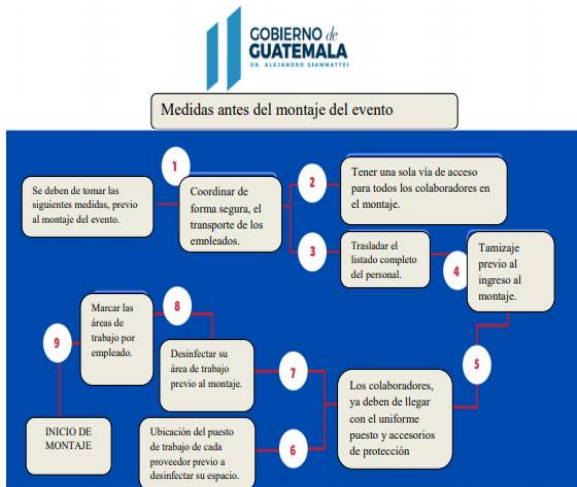 GOBIERNO de
GUATEMALA
DR. ALEJANDRO GIAMMATTEI
Medidas antes del montaje del evento
Se deben de tomar las
siguientes medidas, previo
al montaje del evento.
1
Coordinar de
forma segura, el
transporte de los
empleados.
2
Tener una sola vía de acceso
para todos los colaboradores en
el montaje.
3
Trasladar el
listado completo
del personal.
4
Tamizaje
previo al
ingreso al
montaje.
5
Los colaboradores,
ya deben de llegar
con el uniforme
puesto y accesorios
de protección
6
Ubicación del puesto
de trabajo de cada
proveedor previo a
desinfectar su espacio.
7
Desinfectar su
área de trabajo
previo al montaje.
8
Marcar las
áreas de
trabajo por
empleado.
9
INICIO DE
MONTAJE